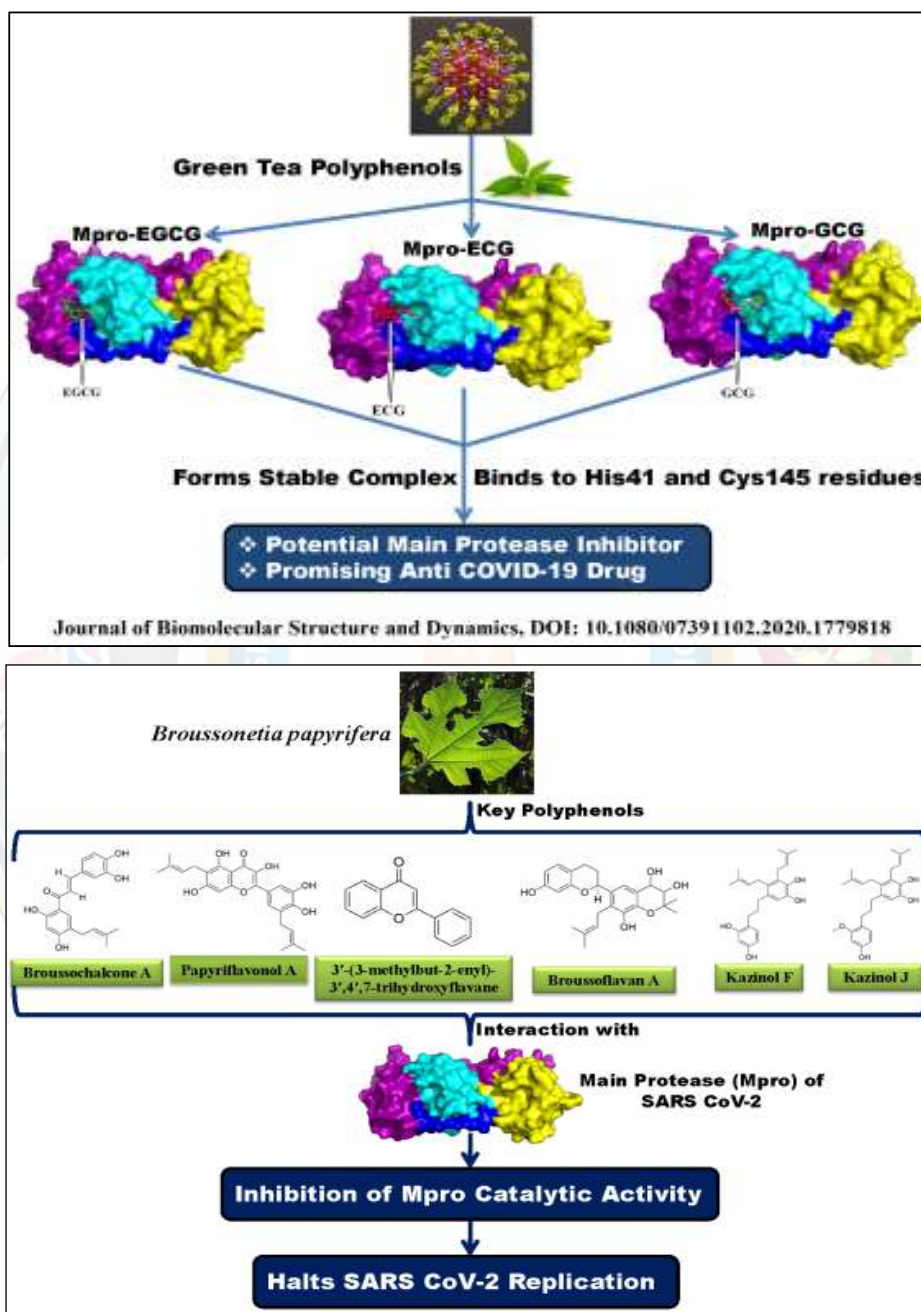 Green Tea Polyphenols
Mpro-EGCG
Mpro-ECG
Mpro-GCG
EGCG
ECG
GCG
Forms Stable Complex Binds to His41 and Cys145 residues
❖ Potential Main Protease Inhibitor
❖ Promising Anti COVID-19 Drug
Journal of Biomolecular Structure and Dynamics, DOI: 10.1080/07391102.2020.1779818
Broussonetia papyrifera
Key Polyphenols
Broussochalcone A
Papyriflavonol A
3′-(3-methylbut-2-enyl)-
3′,4′,7-trihydroxyflavane
Broussoflavan A
Kazinol F
Kazinol J
Interaction with
Main Protease (Mpro) of
SARS CoV-2
Inhibition of Mpro Catalytic Activity
Halts SARS CoV-2 Replication